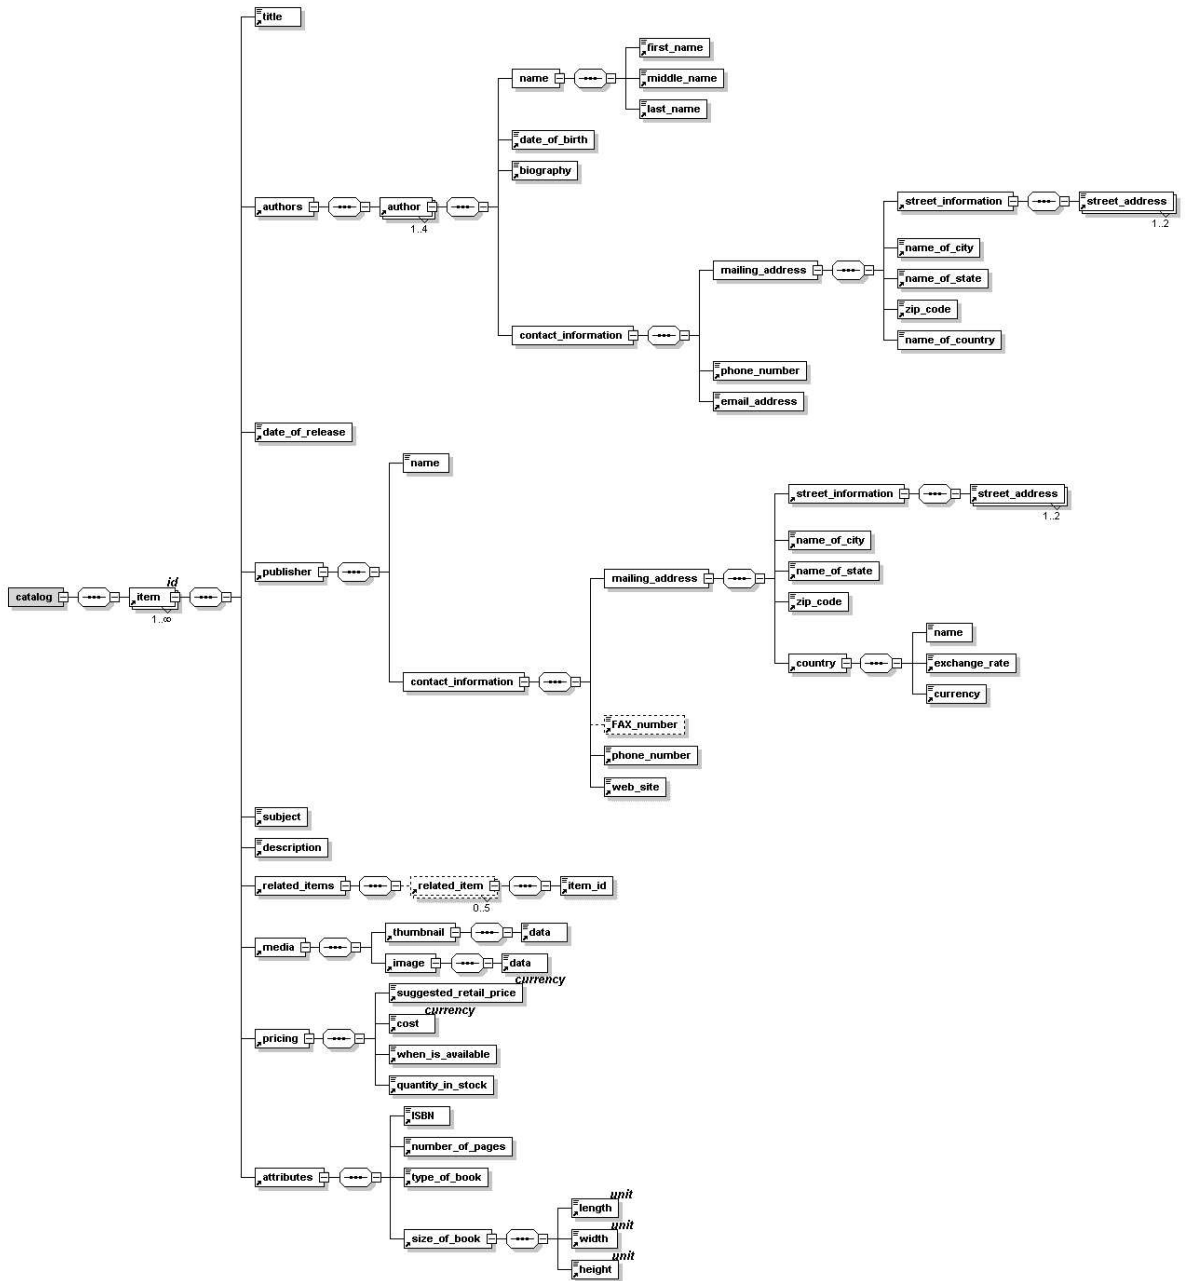 title
first_name
name
middle_name
last_name
date_of_birth
biography
authors
author
1..4
street_information
street_address
1..2
name_of_city
mailing_address
name_of_state
zip_code
contact_information
name_of_country
phone_number
email_address
date_of_release
name
street_information
street_address
1..2
name_of_city
publisher
mailing_address
name_of_state
id
catalog
item
1..∞
zip_code
name
country
exchange_rate
contact_information
currency
FAX_number
phone_number
web_site
subject
description
related_items
related_item
item_id
0..5
thumbnail
data
media
image
data
currency
suggested_retail_price
currency
cost
pricing
when_is_available
quantity_in_stock
ISBN
number_of_pages
attributes
type_of_book
unit
length
unit
size_of_book
width
unit
height